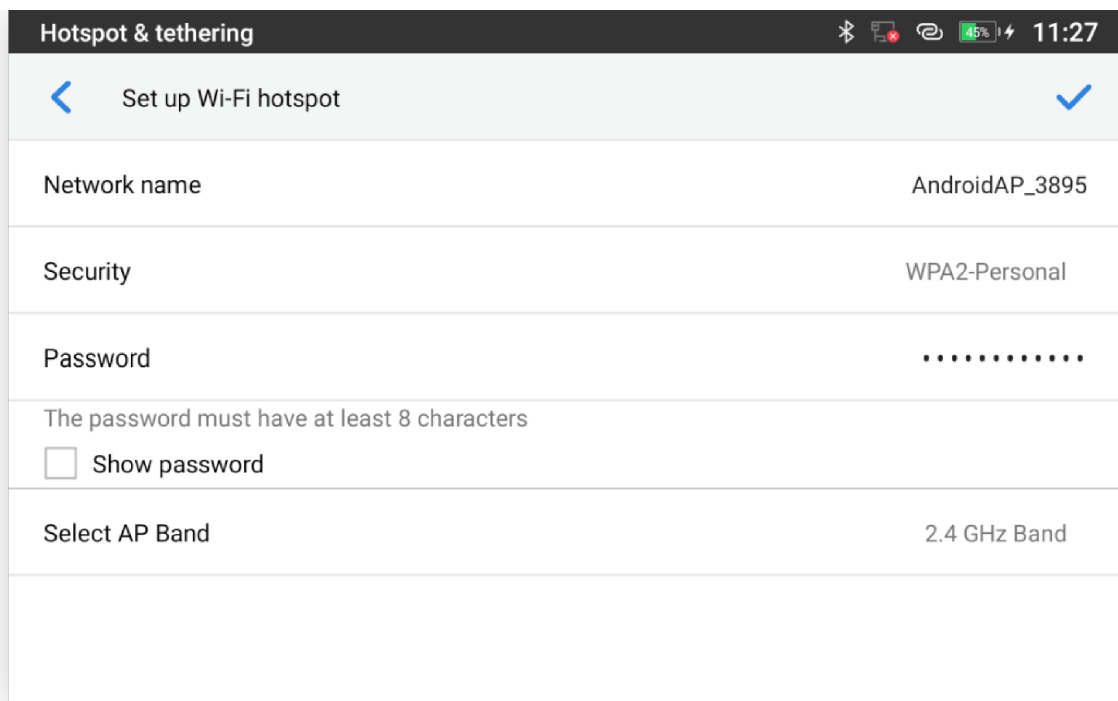 Hotspot & tethering 45% 11:27
Set up Wi-Fi hotspot
Network name AndroidAP_3895
Security WPA2-Personal
Password ••••••••••••
The password must have at least 8 characters
Show password
Select AP Band 2.4 GHz Band